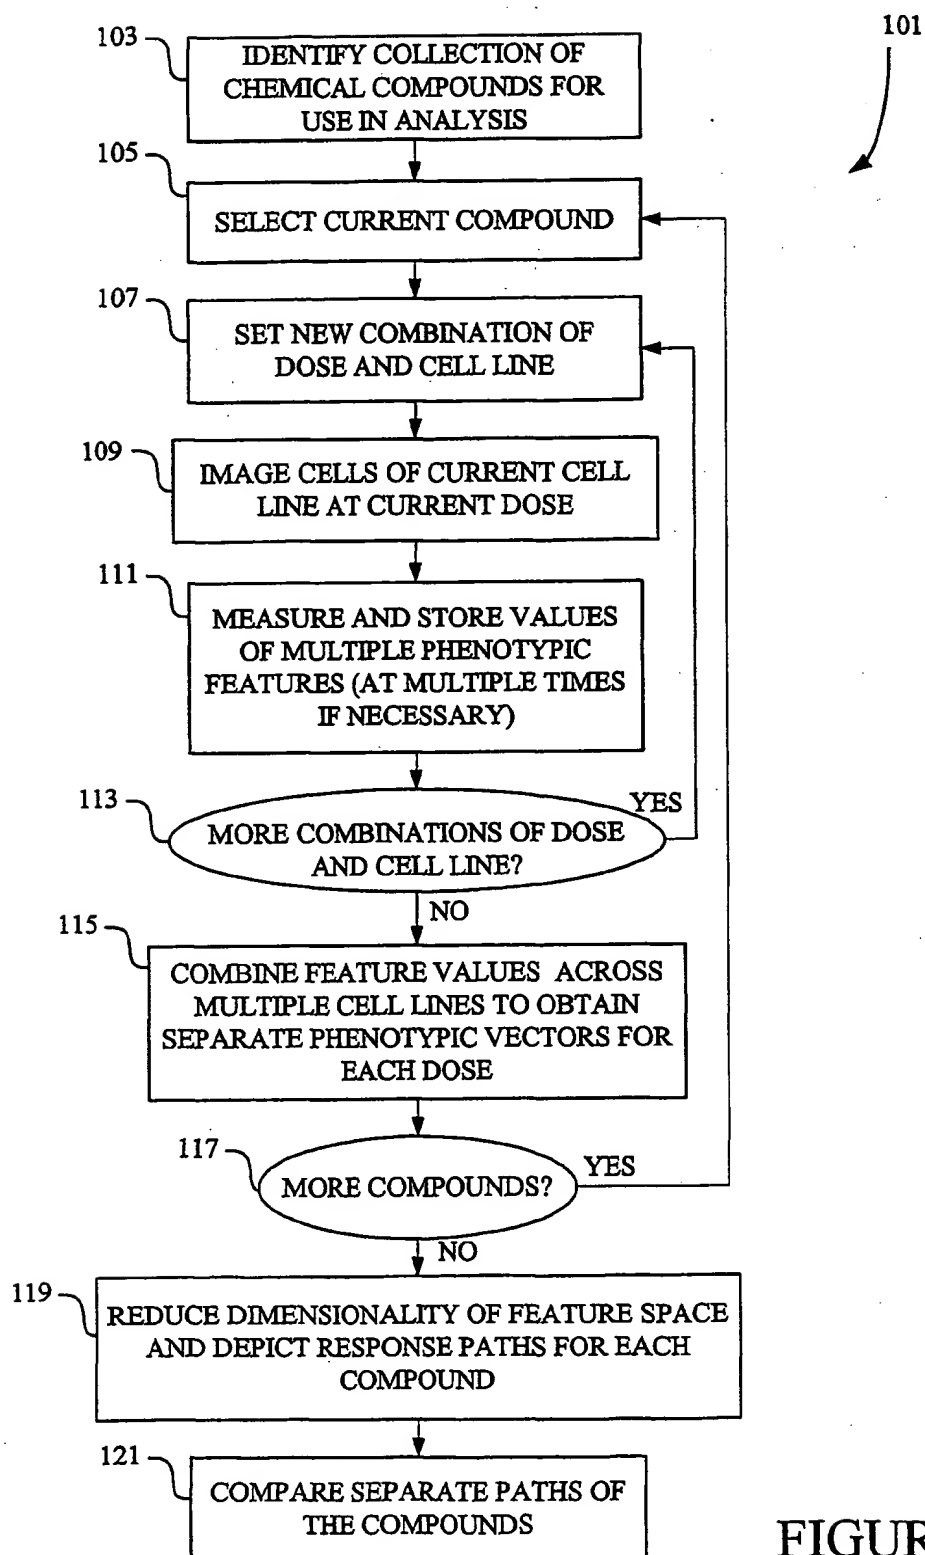 101
103
IDENTIFY COLLECTION OF
CHEMICAL COMPOUNDS FOR
USE IN ANALYSIS
105
SELECT CURRENT COMPOUND
107
SET NEW COMBINATION OF
DOSE AND CELL LINE
109
IMAGE CELLS OF CURRENT CELL
LINE AT CURRENT DOSE
111
MEASURE AND STORE VALUES
OF MULTIPLE PHENOTYPIC
FEATURES (AT MULTIPLE TIMES
IF NECESSARY)
113
YES
MORE COMBINATIONS OF DOSE
AND CELL LINE?
NO
115
COMBINE FEATURE VALUES ACROSS
MULTIPLE CELL LINES TO OBTAIN
SEPARATE PHENOTYPIC VECTORS FOR
EACH DOSE
117
YES
MORE COMPOUNDS?
NO
119
REDUCE DIMENSIONALITY OF FEATURE SPACE
AND DEPICT RESPONSE PATHS FOR EACH
COMPOUND
121
COMPARE SEPARATE PATHS OF
THE COMPOUNDS
FIGUR